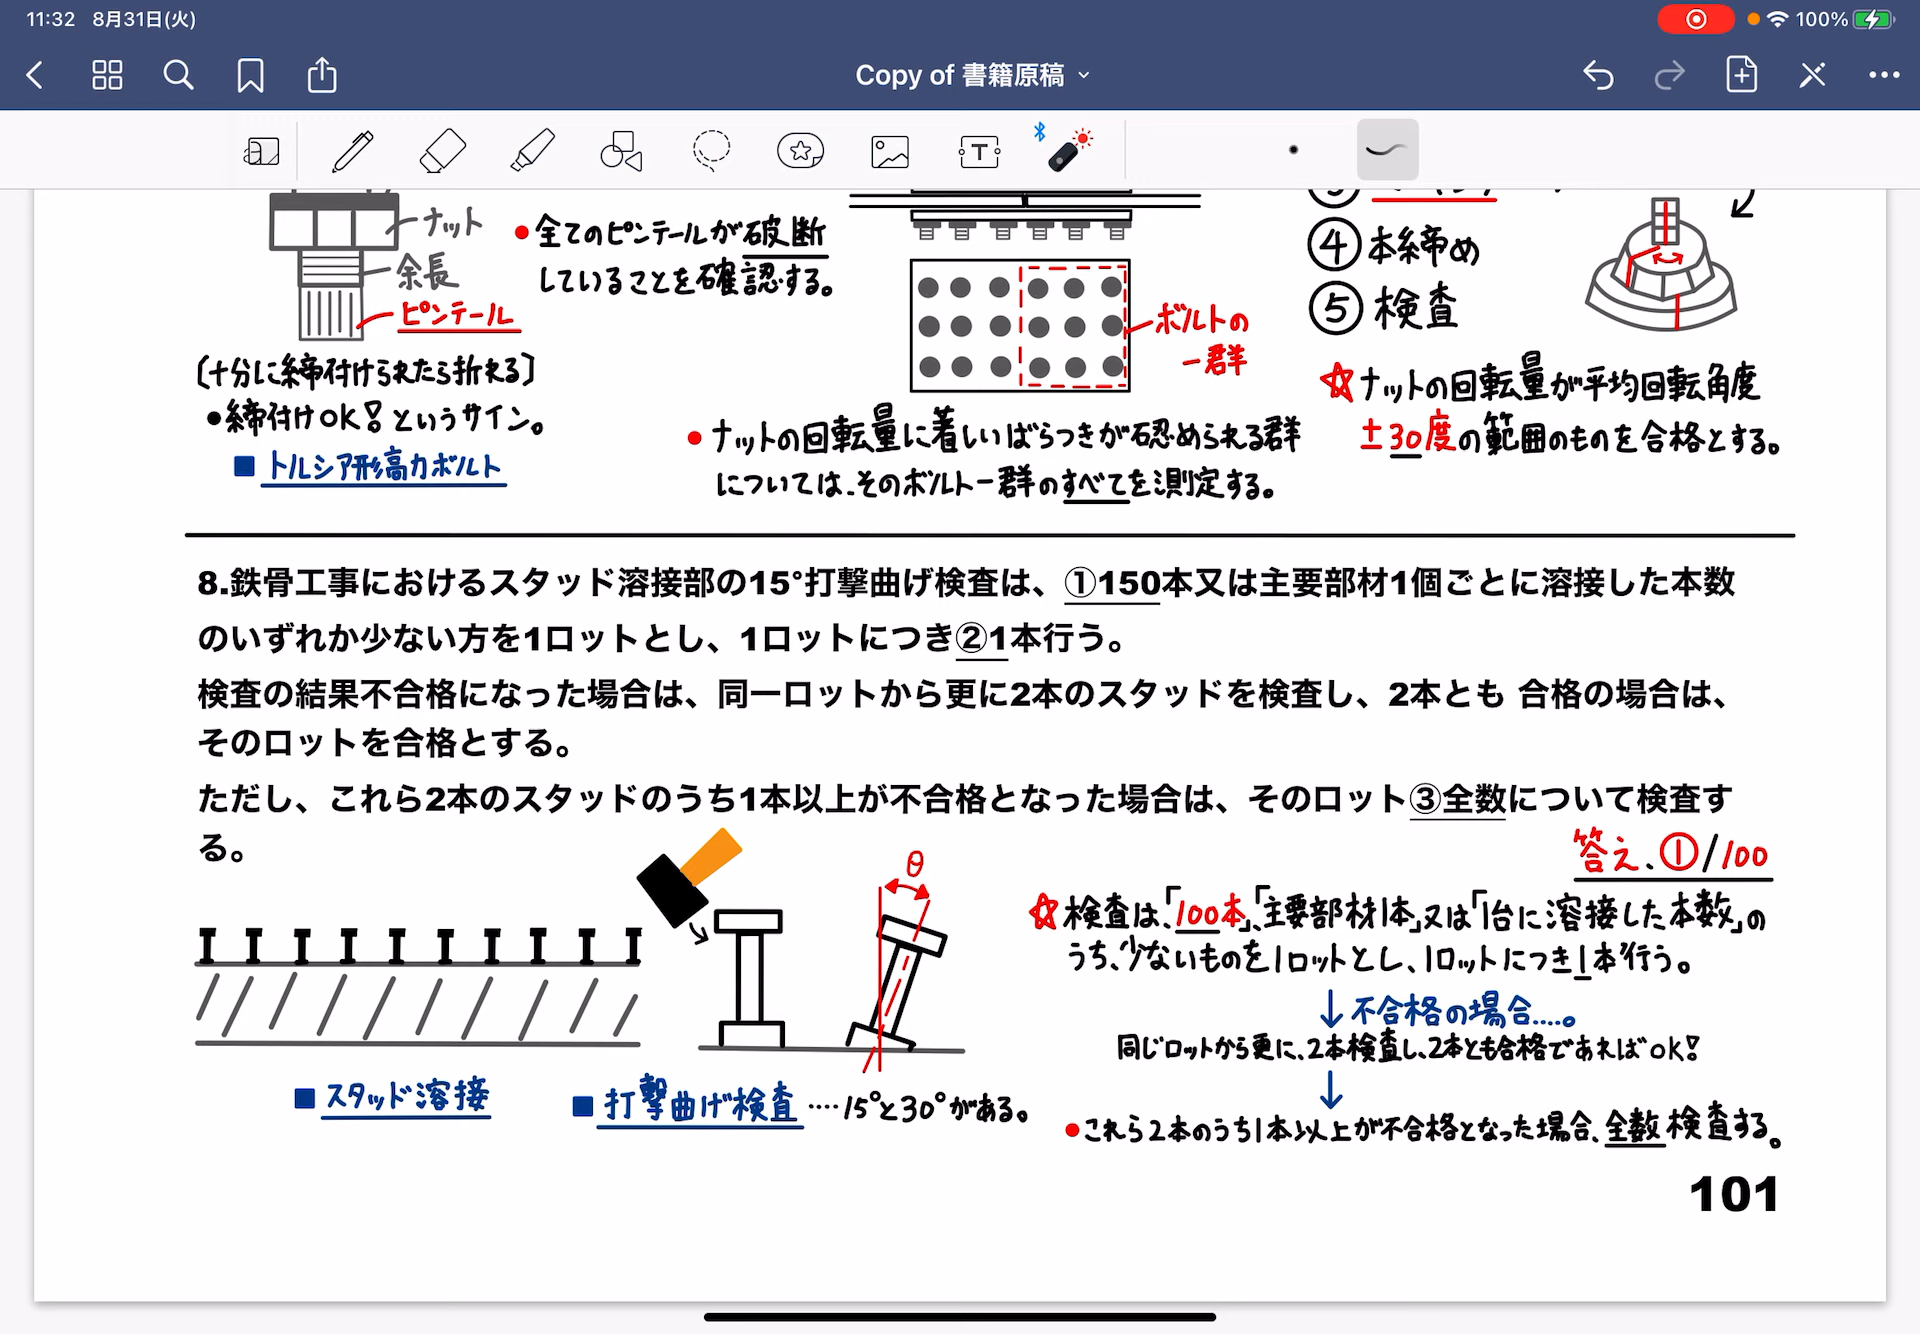 11:32 8月31日(火)
100%
Copy of 書籍原稿
ナット
余長
ピンテール
(十分に締付けられたら折れる)
●締付けOK!というサイン。
■トルシア形高力ボルト
●全てのピンテールが破断
していることを確認する。
ボルトの
一群
●ナットの回転量に著しいばらつきが認められる群
については、そのボルト一群のすべてを測定する。
④本締め
⑤検査
☆ナットの回転量が平均回転角度
±30度の範囲のものを合格とする。
8.鉄骨工事におけるスタッド溶接部の15°打撃曲げ検査は、①150本又は主要部材1個ごとに溶接した本数
のいずれか少ない方を1ロットとし、1ロットにつき②1本行う。
検査の結果不合格になった場合は、同一ロットから更に2本のスタッドを検査し、2本とも 合格の場合は、
そのロットを合格とする。
ただし、これら2本のスタッドのうち1本以上が不合格となった場合は、そのロット③全数について検査す
る。
答え、①/100
θ
■スタッド溶接
■打撃曲げ検査 ‥‥15°と30°がある。
☆検査は、「100本」、「主要部材1本」又は「1台に溶接した本数」の
うち、少ないものを1ロットとし、1ロットにつき1本行う。
↓不合格の場合....。
同じロットから更に、2本検査し、2本とも合格であればOK!
↓
●これら2本のうち1本以上が不合格となった場合、全数検査する。
101